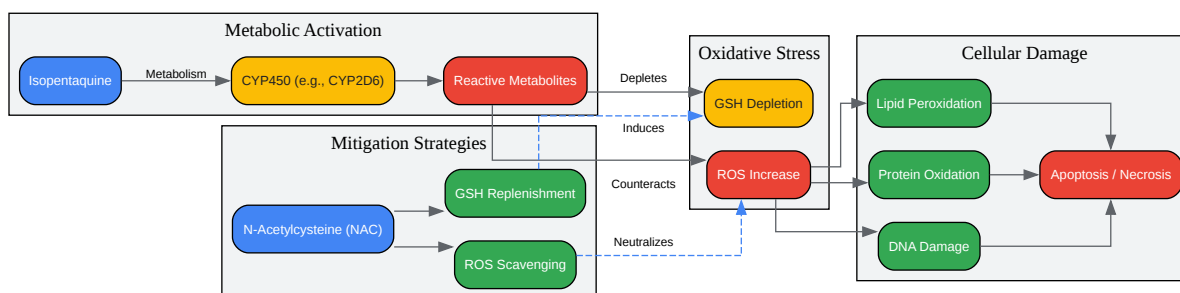 Metabolic Activation
Isopentaquine
Metabolism
CYP450 (e.g., CYP2D6)
Reactive Metabolites
Depletes
Induces
Counteracts
Neutralizes
Mitigation Strategies
N-Acetylcysteine (NAC)
GSH Replenishment
ROS Scavenging
Oxidative Stress
GSH Depletion
ROS Increase
Cellular Damage
Lipid Peroxidation
Protein Oxidation
DNA Damage
Apoptosis / Necrosis